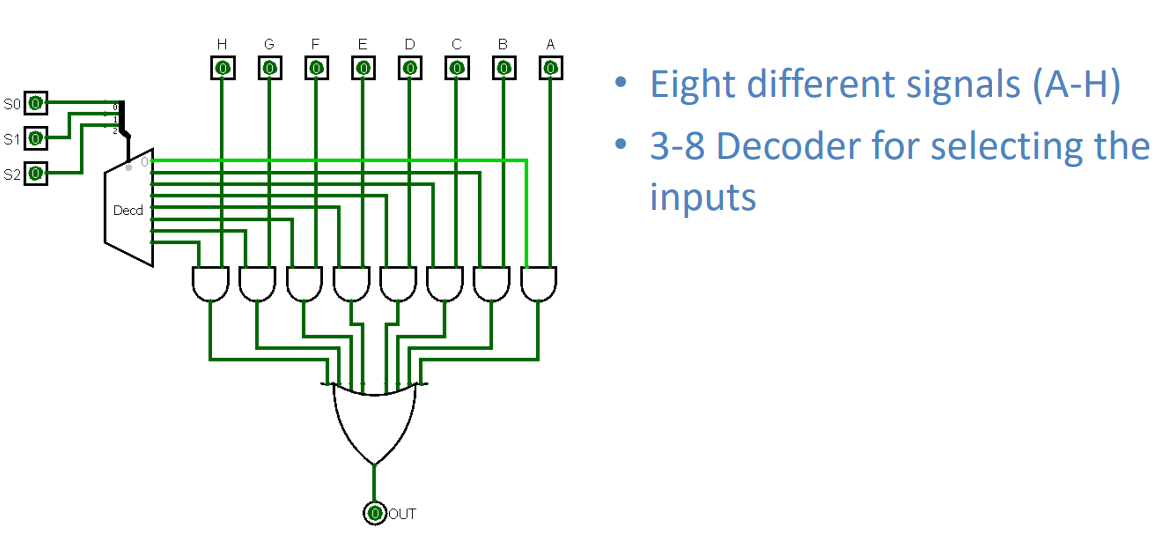 H G F E D C B A
0 0 0 0 0 0 0 0
• Eight different signals (A-H)
S0 0
0
S1 0
1
2
• 3-8 Decoder for selecting the
inputs
S2 0
0
Decd
0 OUT